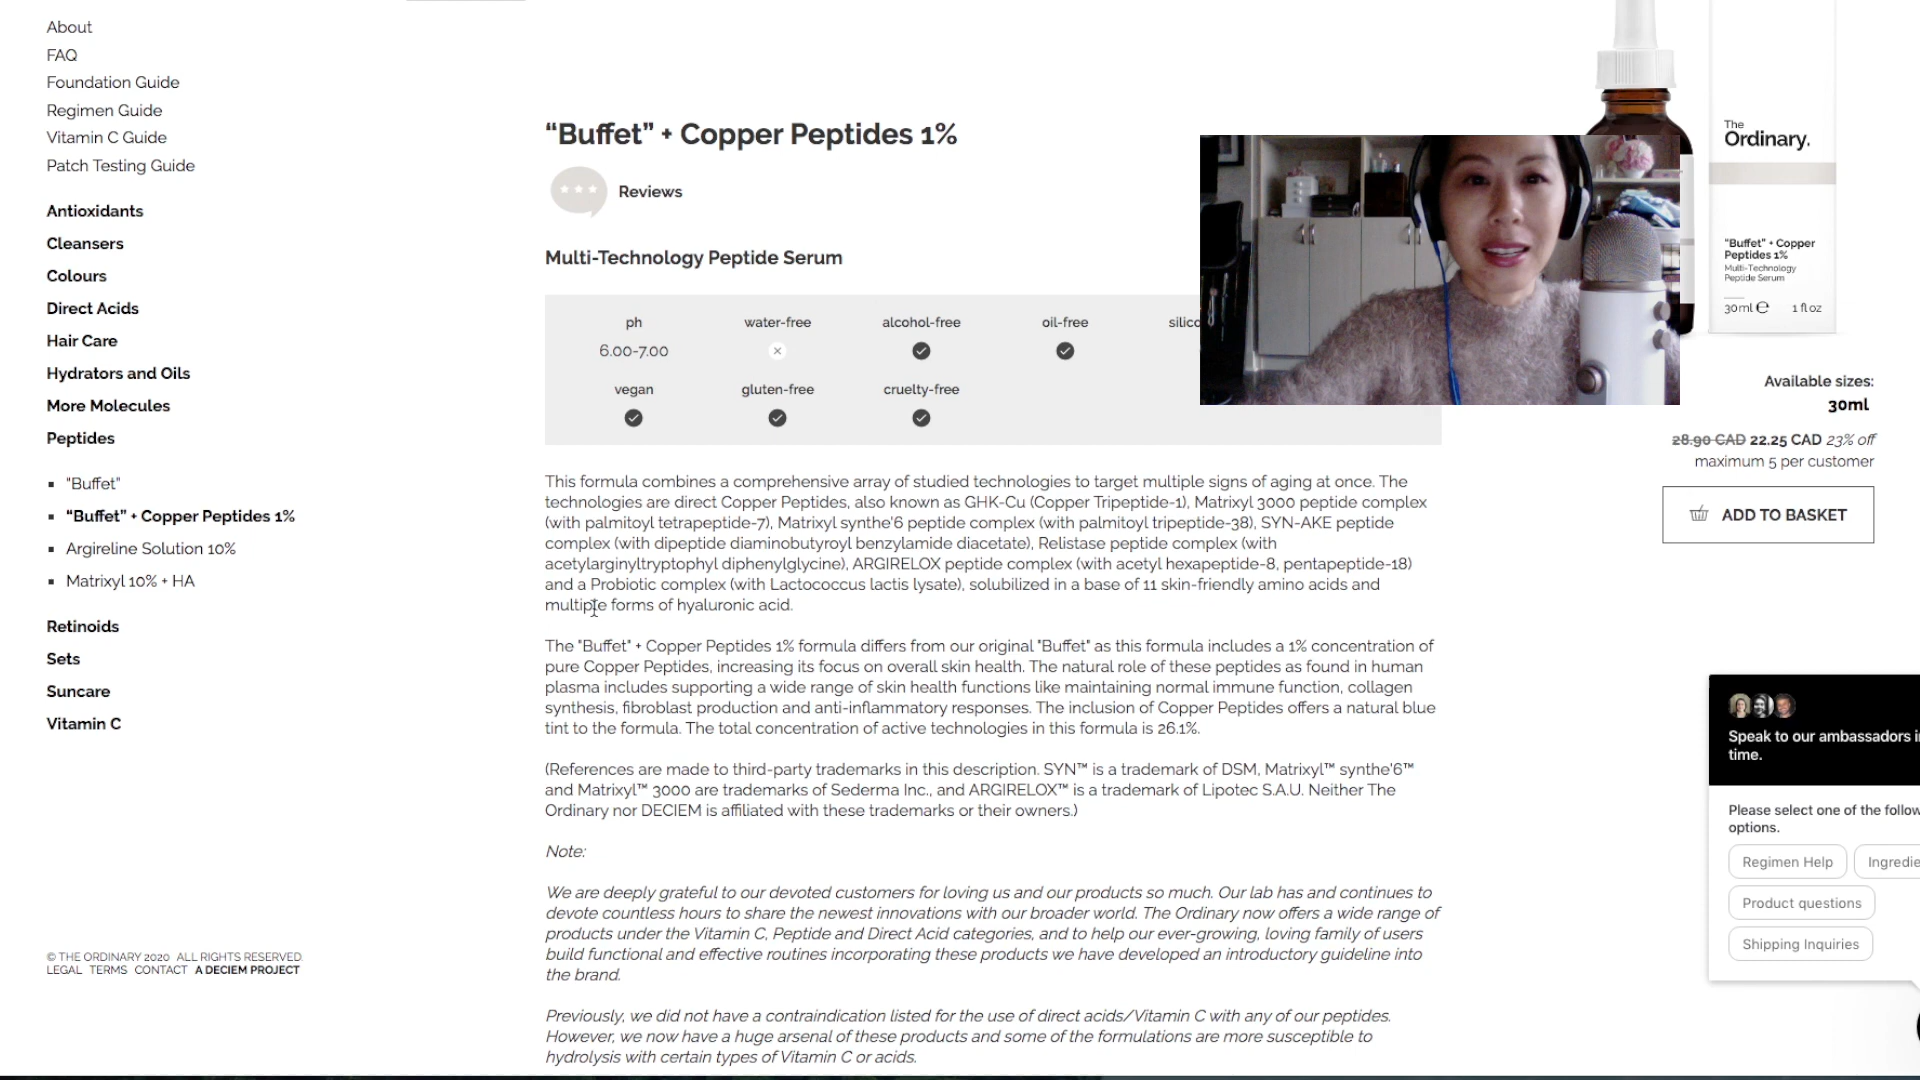 About
FAQ
Foundation Guide
Regimen Guide
Vitamin C Guide
Patch Testing Guide
Antioxidants
Cleansers
Colours
Direct Acids
Hair Care
Hydrators and Oils
More Molecules
Peptides
"Buffet"
“Buffet” + Copper Peptides 1%
Argireline Solution 10%
Matrixyl 10% + HA
Retinoids
Sets
Suncare
Vitamin C
© THE ORDINARY 2020 ALL RIGHTS RESERVED.
LEGAL TERMS CONTACT A DECIEM PROJECT
“Buffet” + Copper Peptides 1%
Reviews
Multi-Technology Peptide Serum
ph water-free alcohol-free oil-free silico
6.00-7.00
vegan gluten-free cruelty-free
This formula combines a comprehensive array of studied technologies to target multiple signs of aging at once. The
technologies are direct Copper Peptides, also known as GHK-Cu (Copper Tripeptide-1), Matrixyl 3000 peptide complex
(with palmitoyl tetrapeptide-7), Matrixyl synthe'6 peptide complex (with palmitoyl tripeptide-38), SYN-AKE peptide
complex (with dipeptide diaminobutyroyl benzylamide diacetate), Relistase peptide complex (with
acetylarginyltryptophyl diphenylglycine), ARGIRELOX peptide complex (with acetyl hexapeptide-8, pentapeptide-18)
and a Probiotic complex (with Lactococcus lactis lysate), solubilized in a base of 11 skin-friendly amino acids and
multiple forms of hyaluronic acid.
The "Buffet" + Copper Peptides 1% formula differs from our original "Buffet" as this formula includes a 1% concentration of
pure Copper Peptides, increasing its focus on overall skin health. The natural role of these peptides as found in human
plasma includes supporting a wide range of skin health functions like maintaining normal immune function, collagen
synthesis, fibroblast production and anti-inflammatory responses. The inclusion of Copper Peptides offers a natural blue
tint to the formula. The total concentration of active technologies in this formula is 26.1%.
(References are made to third-party trademarks in this description. SYN™ is a trademark of DSM, Matrixyl™ synthe'6™
and Matrixyl™ 3000 are trademarks of Sederma Inc., and ARGIRELOX™ is a trademark of Lipotec S.A.U. Neither The
Ordinary nor DECIEM is affiliated with these trademarks or their owners.)
Note:
We are deeply grateful to our devoted customers for loving us and our products so much. Our lab has and continues to
devote countless hours to share the newest innovations with our broader world. The Ordinary now offers a wide range of
products under the Vitamin C, Peptide and Direct Acid categories, and to help our ever-growing, loving family of users
build functional and effective routines incorporating these products we have developed an introductory guideline into
the brand.
Previously, we did not have a contraindication listed for the use of direct acids/Vitamin C with any of our peptides.
However, we now have a huge arsenal of these products and some of the formulations are more susceptible to
hydrolysis with certain types of Vitamin C or acids.
The
Ordinary.
"Buffet" + Copper
Peptides 1%
Multi-Technology
Peptide Serum
30ml ℮ 1 fl oz
Available sizes:
30ml
28.90 CAD 22.25 CAD 23% off
maximum 5 per customer
ADD TO BASKET
Speak to our ambassadors i
time.
Please select one of the follow
options.
Regimen Help Ingredie
Product questions
Shipping Inquiries